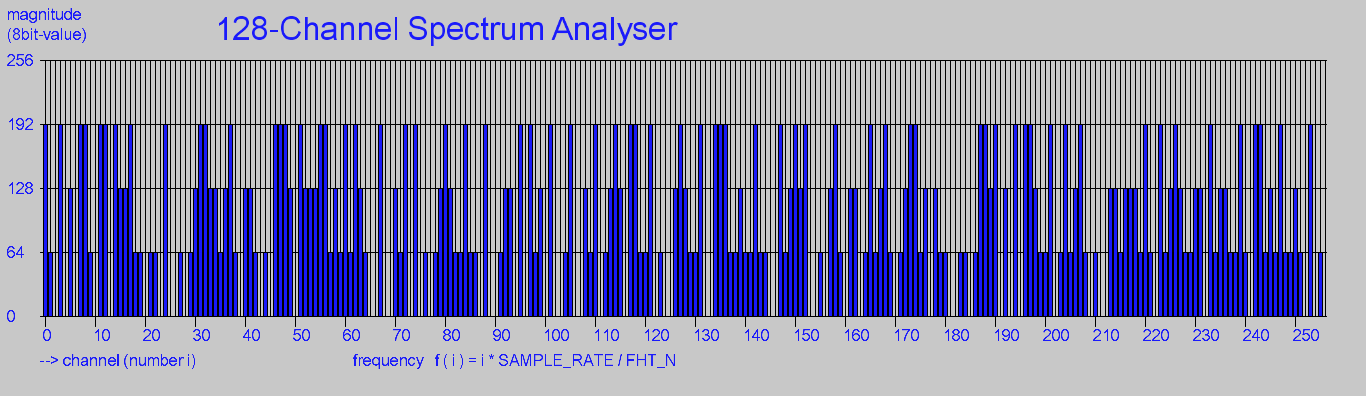 magnitude
(8bit-value)
128-Channel Spectrum Analyser
256
192
128
64
0
0 10 20 30 40 50 60 70 80 90 100 110 120 130 140 150 160 170 180 190 200 210 220 230 240 250
--> channel (number i) frequency f ( i ) = i * SAMPLE_RATE / FHT_N